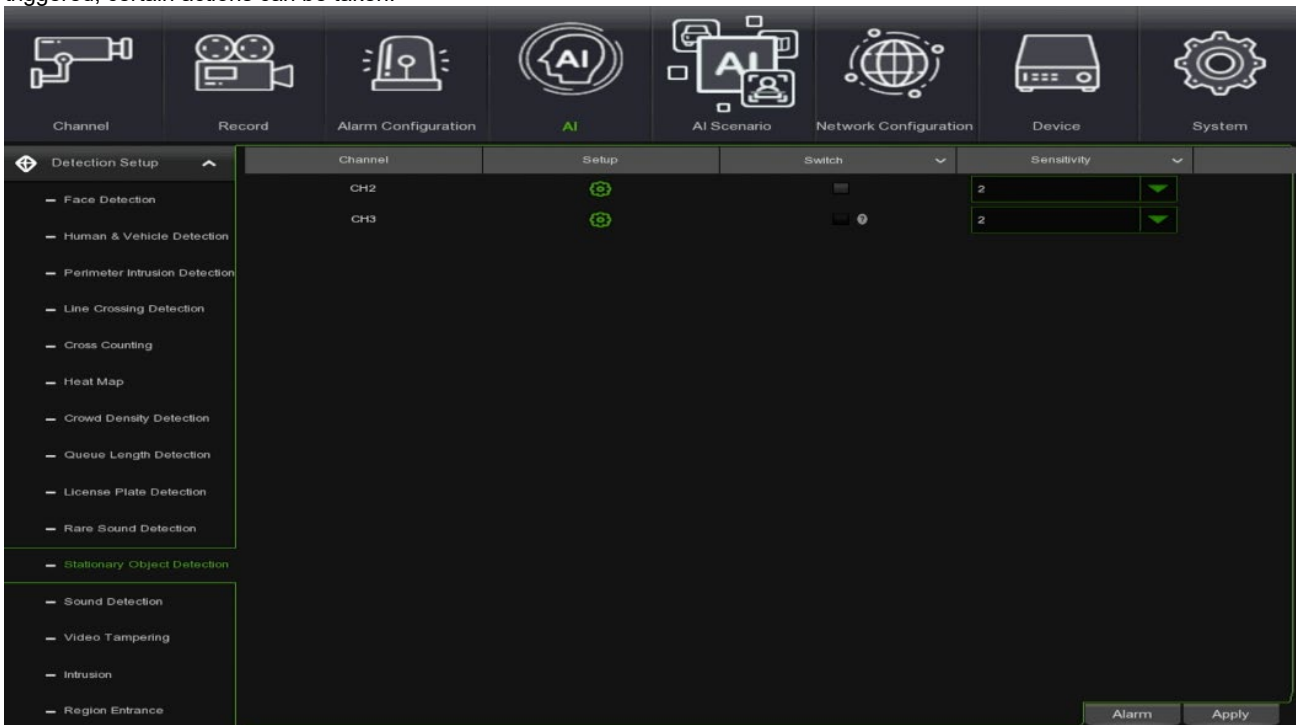 triggered, certain actions can be taken.
AI
AI
Channel Record Alarm Configuration AI AI Scenario Network Configuration Device System
Detection Setup Channel Setup Switch Sensitivity
CH2 2
Face Detection
CH3 2
Human & Vehicle Detection
Perimeter Intrusion Detection
Line Crossing Detection
Cross Counting
Heat Map
Crowd Density Detection
Queue Length Detection
License Plate Detection
Rare Sound Detection
Stationary Object Detection
Sound Detection
Video Tampering
Intrusion
Region Entrance
Alarm Apply